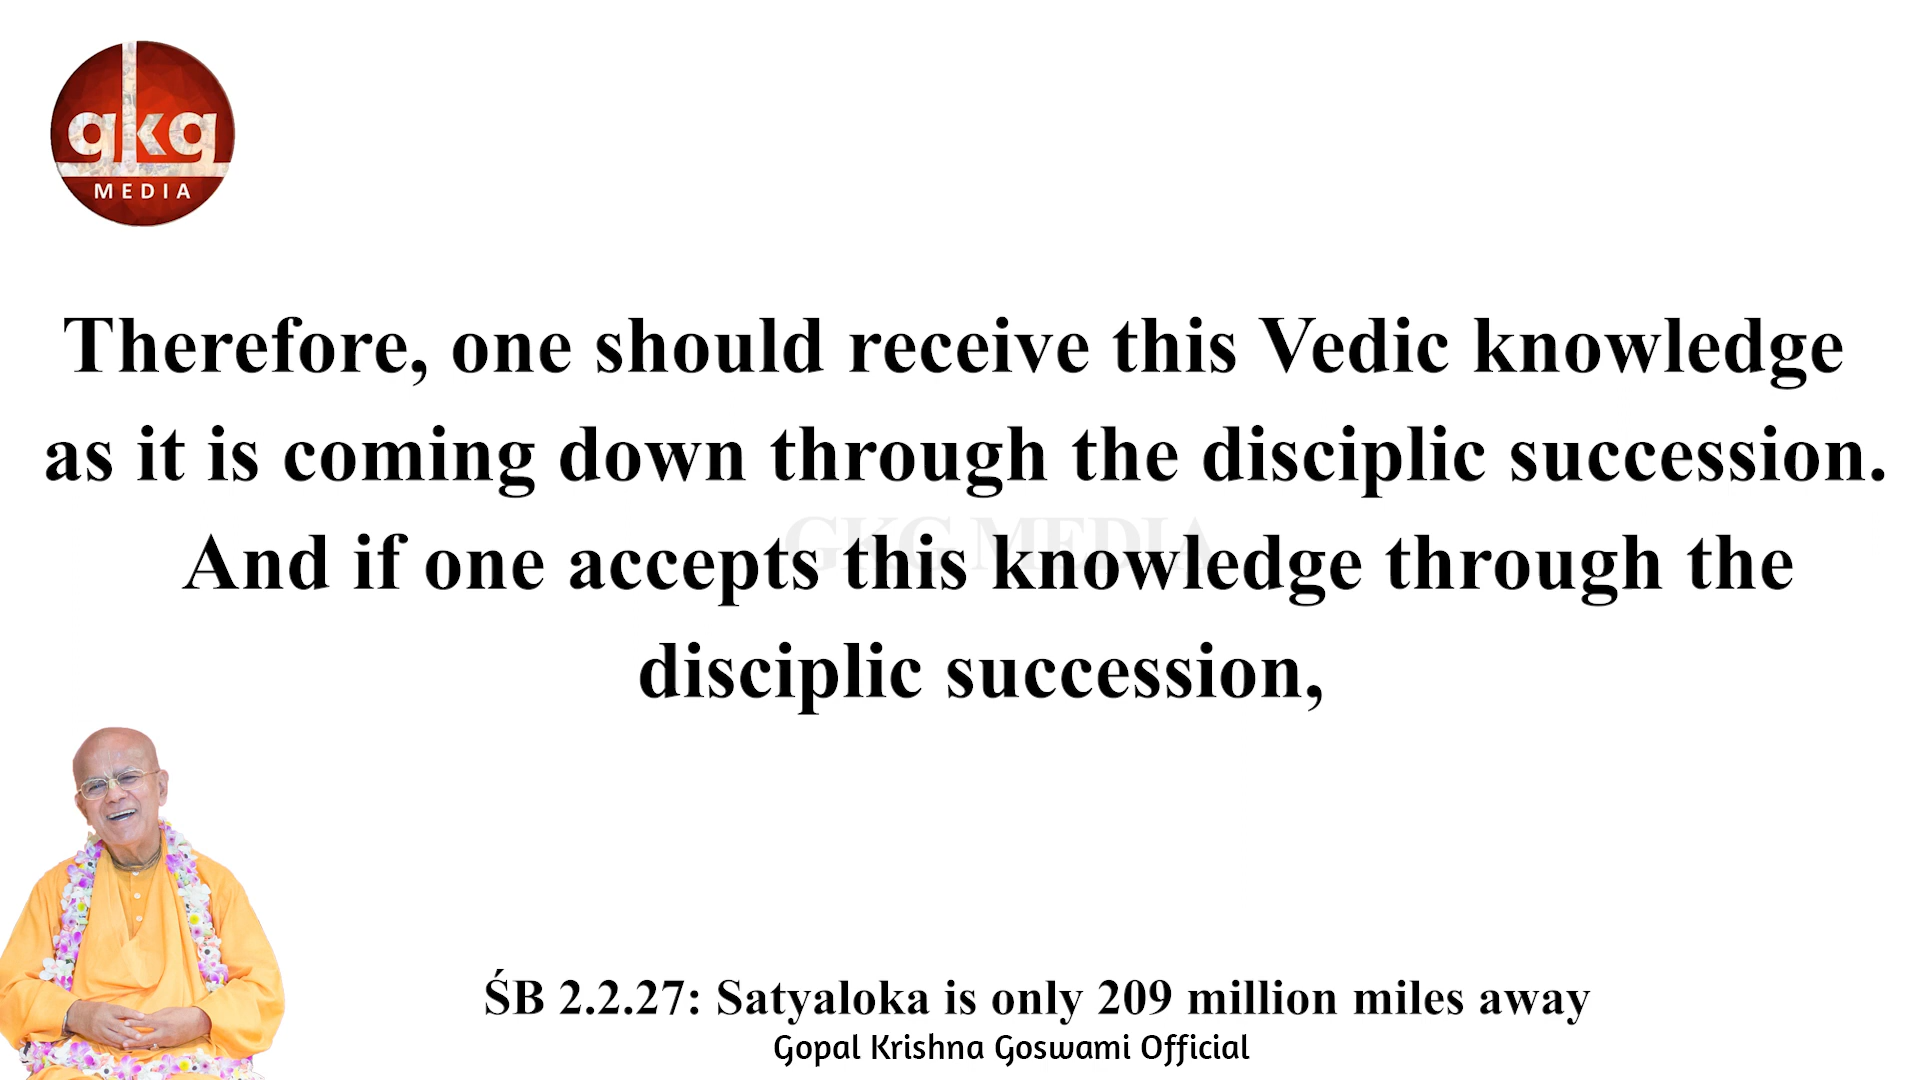 gkg
MEDIA
Therefore, one should receive this Vedic knowledge
as it is coming down through the disciplic succession.
GKG MEDIA
And if one accepts this knowledge through the
disciplic succession,
ŚB 2.2.27: Satyaloka is only 209 million miles away
Gopal Krishna Goswami Official